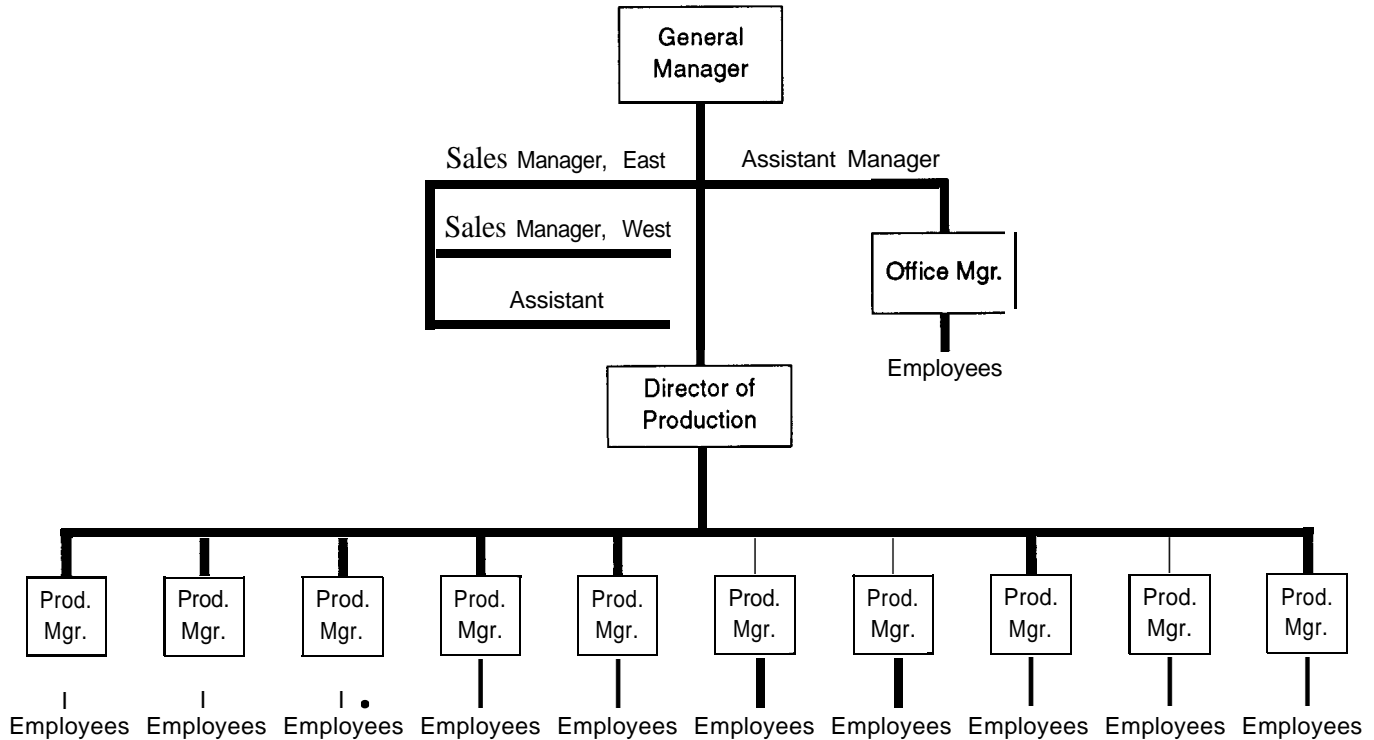 General
Manager
Sales Manager, East
Assistant Manager
Sales Manager, West
Office Mgr.
Assistant
Employees
Director of
Production
Prod. Prod. Prod. Prod. Prod. Prod. Prod. Prod. Prod. Prod.
Mgr. Mgr. Mgr. Mgr. Mgr. Mgr. Mgr. Mgr. Mgr. Mgr.
Employees Employees Employees Employees Employees Employees Employees Employees Employees Employees